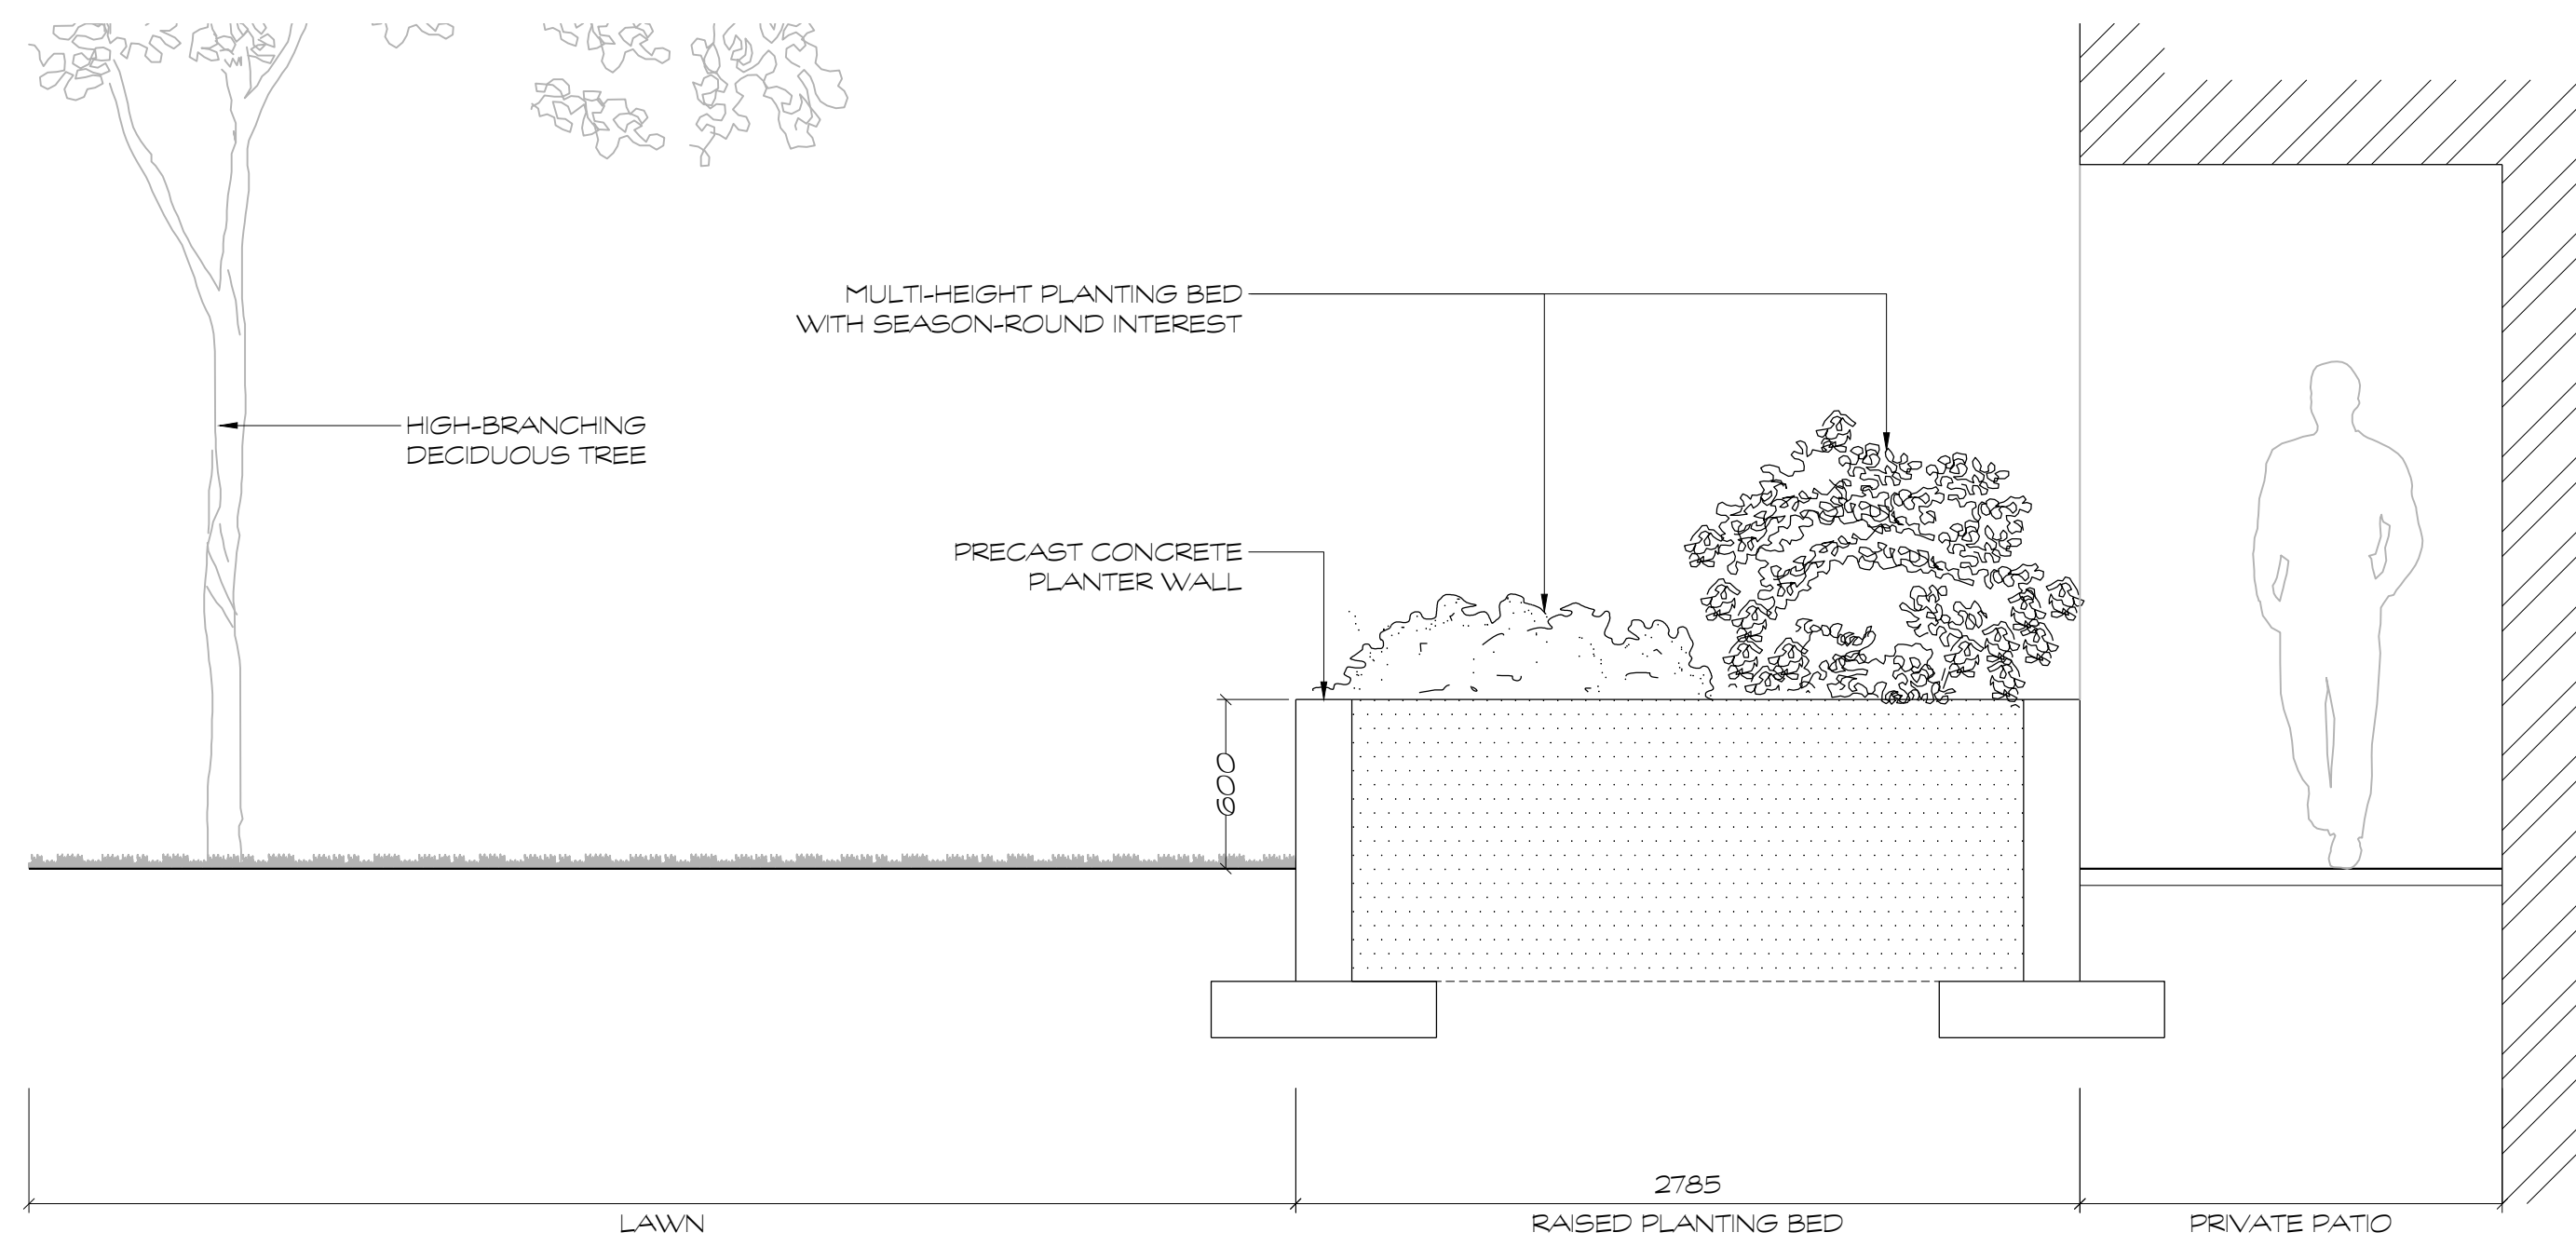 MULTI-HEIGHT PLANTING BED
WITH SEASON-ROUND INTEREST
HIGH-BRANCHING
DECIDUOUS TREE
PRECAST CONCRETE
PLANTER WALL
600
2785
LAWN
RAISED PLANTING BED
PRIVATE PATIO